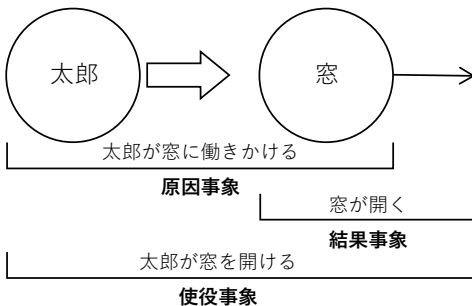 太郎
窓
太郎が窓に働きかける
原因事象
窓が開く
結果事象
太郎が窓を開ける
使役事象